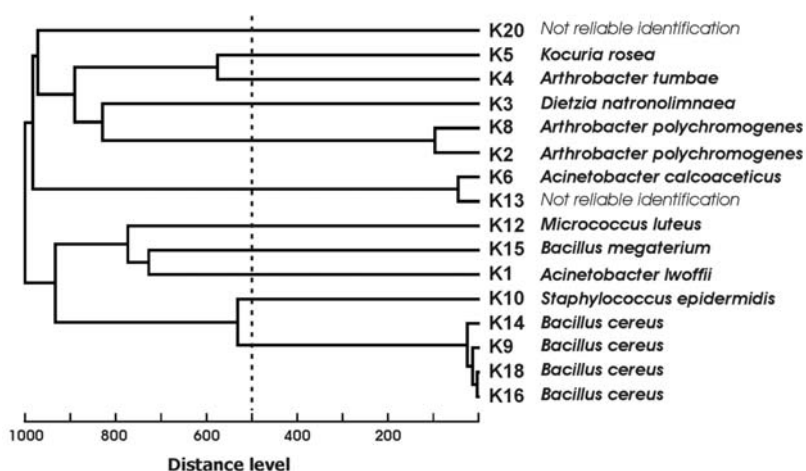 K20 Not reliable identification
K5 Kocuria rosea
K4 Arthrobacter tumbae
K3 Dietzia natronolimnaea
K8 Arthrobacter polychromogenes
K2 Arthrobacter polychromogenes
K6 Acinetobacter calcoaceticus
K13 Not reliable identification
K12 Micrococcus luteus
K15 Bacillus megaterium
K1 Acinetobacter lwoffii
K10 Staphylococcus epidermidis
K14 Bacillus cereus
K9 Bacillus cereus
K18 Bacillus cereus
K16 Bacillus cereus
1000 800 600 400 200
Distance level